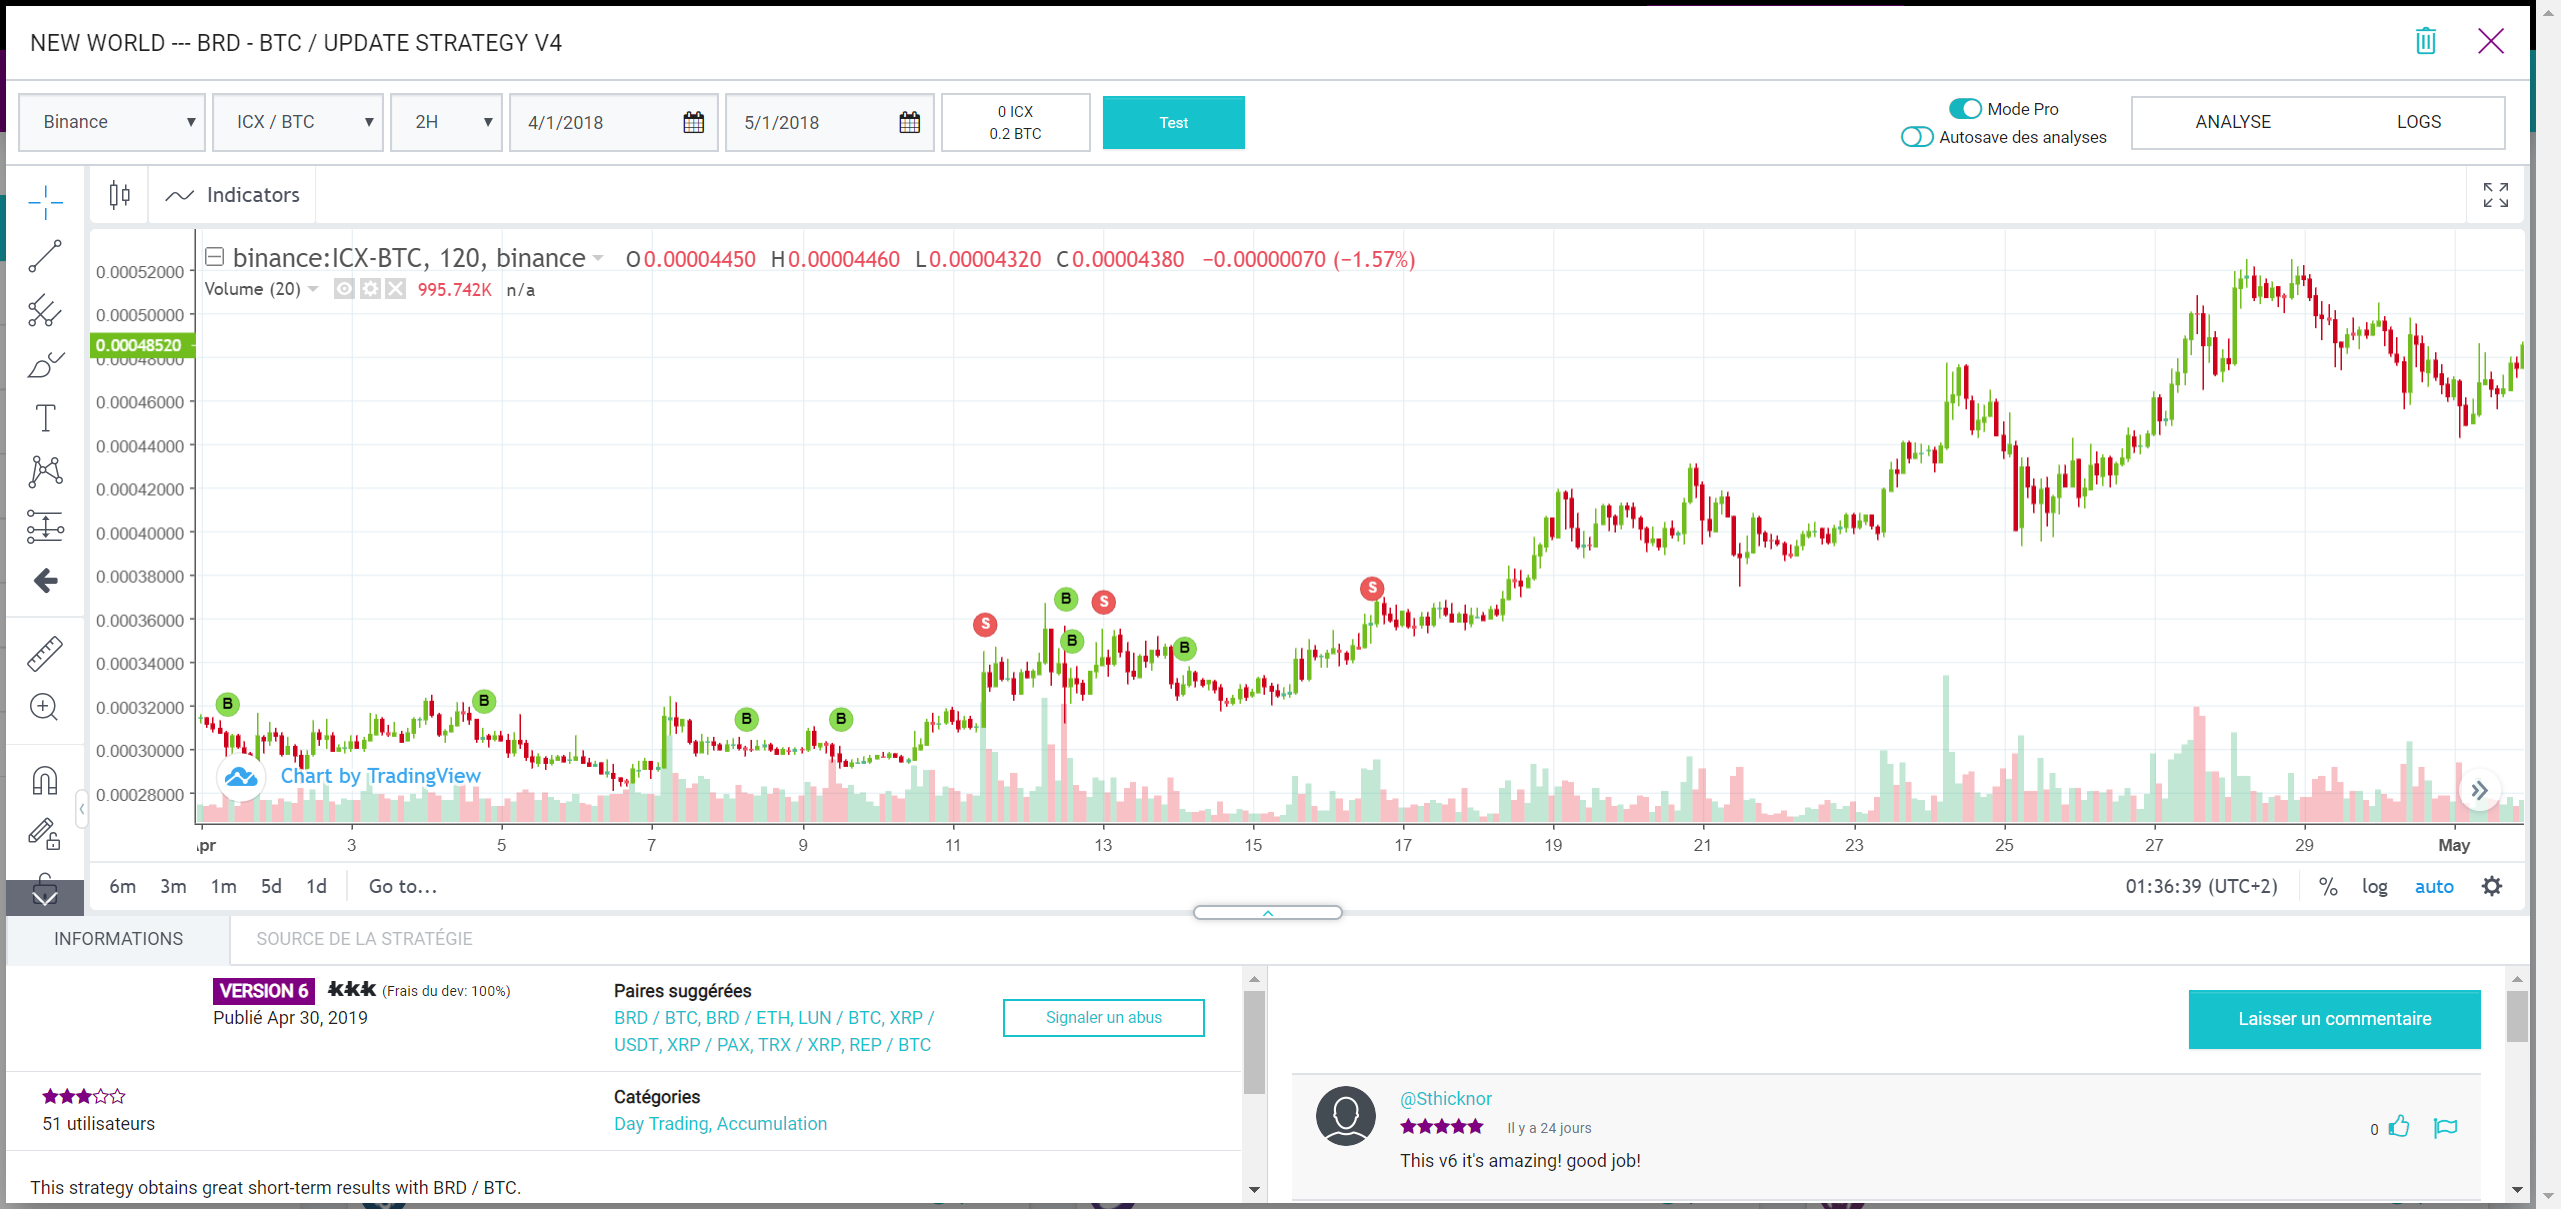 NEW WORLD --- BRD - BTC / UPDATE STRATEGY V4
Binance
ICX / BTC
2H
4/1/2018
5/1/2018
0 ICX
0.2 BTC
Test
Mode Pro
Autosave des analyses
ANALYSE
LOGS
Indicators
binance:ICX-BTC, 120, binance
O0.00004450 H0.00004460 L0.00004320 C0.00004380 −0.00000070 (−1.57%)
Volume (20)
995.742K n/a
0.00052000
0.00050000
0.00048520
0.00048000
0.00046000
0.00044000
0.00042000
0.00040000
0.00038000
0.00036000
0.00034000
0.00032000
0.00030000
0.00028000
B
B
B
B
S
B
B
S
B
S
Chart by TradingView
Apr 3 5 7 9 11 13 15 17 19 21 23 25 27 29 May
6m 3m 1m 5d 1d Go to...
01:36:39 (UTC+2) % log auto
INFORMATIONS
SOURCE DE LA STRATÉGIE
VERSION 6 kkk (Frais du dev: 100%)
Publié Apr 30, 2019
Paires suggérées
BRD / BTC, BRD / ETH, LUN / BTC, XRP /
USDT, XRP / PAX, TRX / XRP, REP / BTC
Signaler un abus
51 utilisateurs
Catégories
Day Trading, Accumulation
This strategy obtains great short-term results with BRD / BTC.
Laisser un commentaire
@Sthicknor
Il y a 24 jours
0
This v6 it's amazing! good job!